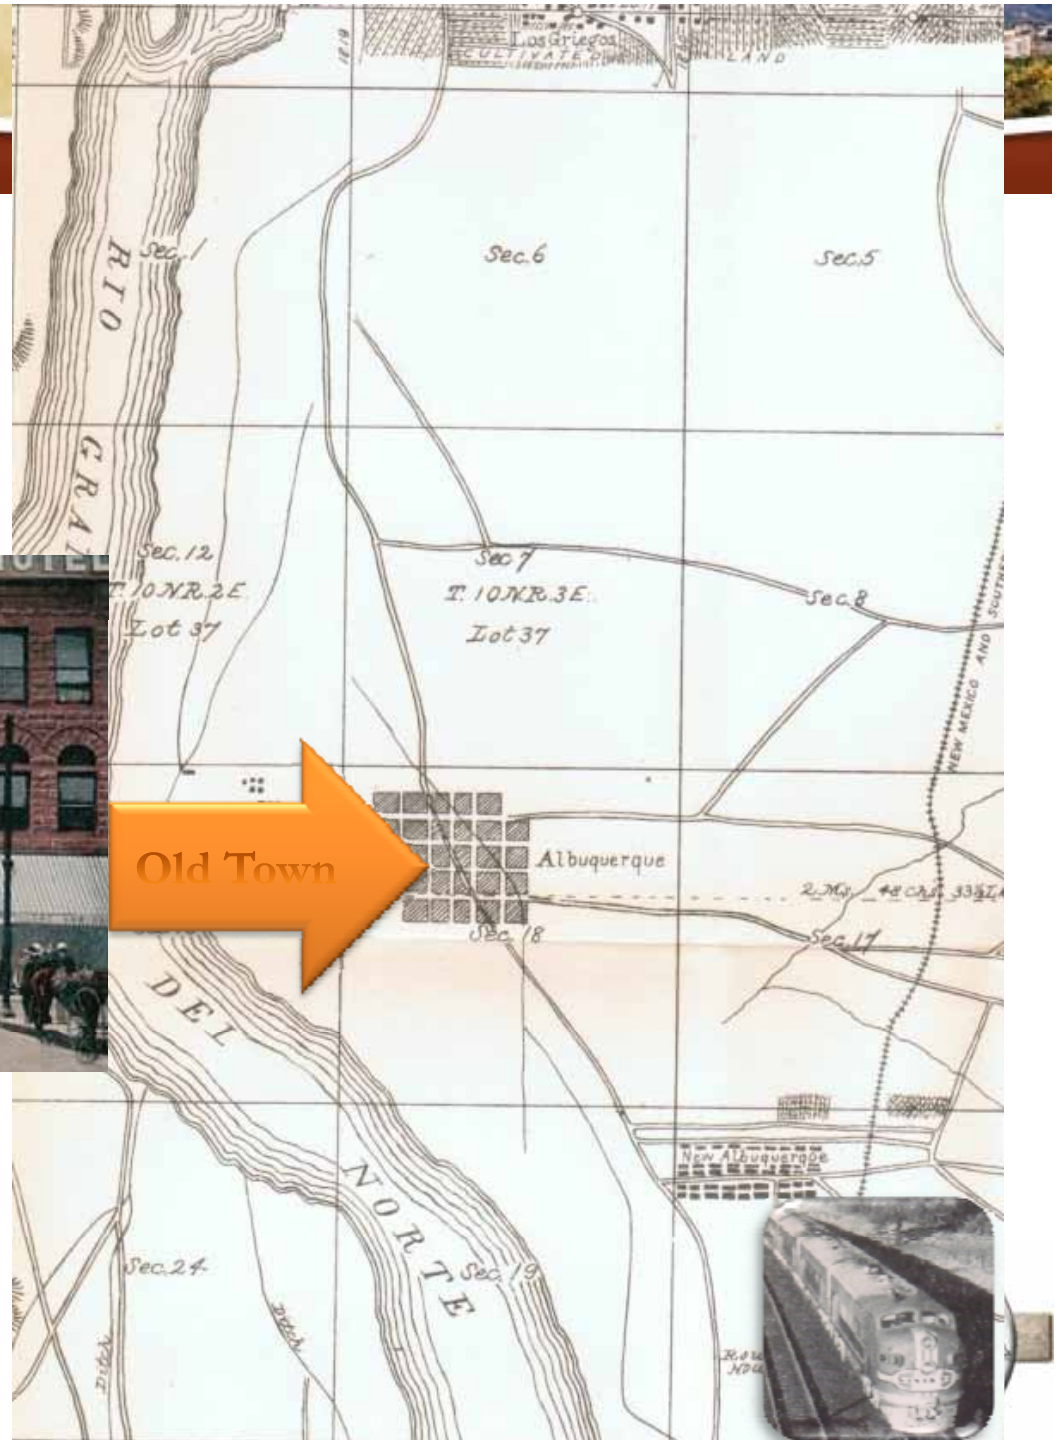 Los Griegos
CULTIVATED
LAND
Sec. 1
Sec. 6
Sec. 5
RIO
Sec. 12
T. 10 N R. 2 E.
Lot 37
Sec 7
T. 10 N R. 3 E.
Lot 37
Sec. 8
NEW MEXICO AND
Old Town
Albuquerque
Sec. 18
Sec. 17
DEL
NORTE
New Albuquerque
Sec. 24
Sec. 19
Ditch
Ditch